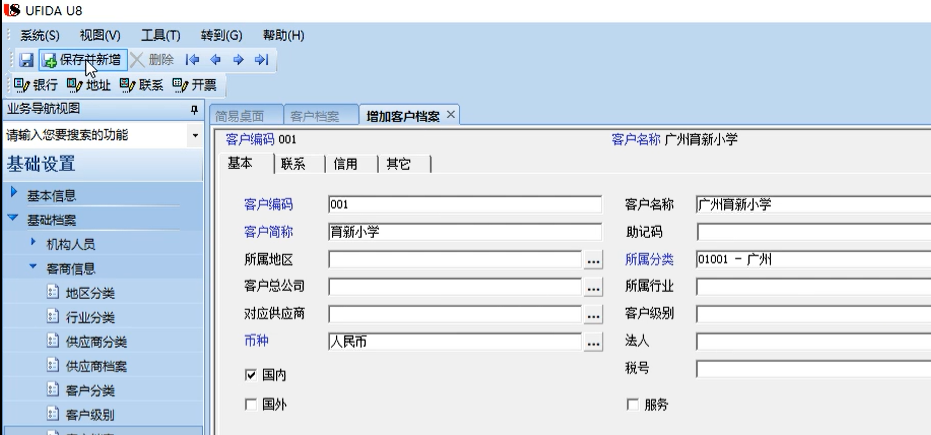 UFIDA U8
系统(S) 视图(V) 工具(T) 转到(G) 帮助(H)
保存并新增 删除
银行 地址 联系 开票
业务导航视图
简易桌面 客户档案 增加客户档案
请输入您要搜索的功能
客户编码 001 客户名称 广州育新小学
基础设置
基本 联系 信用 其它
基本信息
基础档案
机构人员
客商信息
地区分类
行业分类
供应商分类
供应商档案
客户分类
客户级别
客户编码 001 客户名称 广州育新小学
客户简称 育新小学 助记码
所属地区 ... 所属分类 01001 - 广州
客户总公司 ... 所属行业
对应供应商 ... 客户级别
币种 人民币 ... 法人
国内 税号
国外 服务